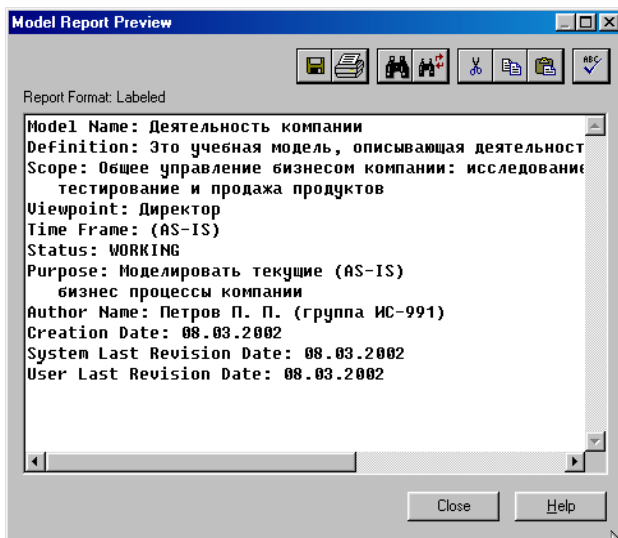 Model Report Preview
ABC
Report Format: Labeled
Model Name: Деятельность компании
Definition: Это учебная модель, описывающая деятельност
Scope: Общее управление бизнесом компании: исследование
тестирование и продажа продуктов
Viewpoint: Директор
Time Frame: (AS-IS)
Status: WORKING
Purpose: Моделировать текущие (AS-IS)
бизнес процессы компании
Author Name: Петров П. П. (группа ИС-991)
Creation Date: 08.03.2002
System Last Revision Date: 08.03.2002
User Last Revision Date: 08.03.2002
Close Help